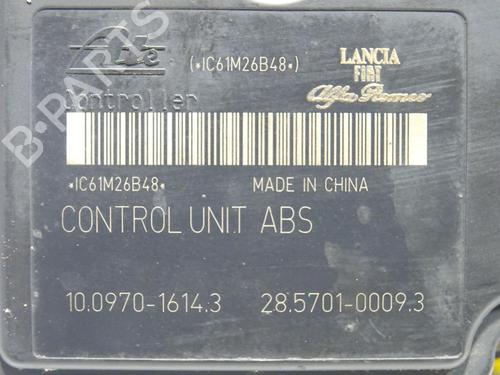 Ate
(*IC61M26B48*)
LANCIA
FIAT
Alfa Romeo
Controller
*IC61M26B48*
MADE IN CHINA
CONTROL UNIT ABS
10.0970-1614.3
28.5701-0009.3
B-PARTS